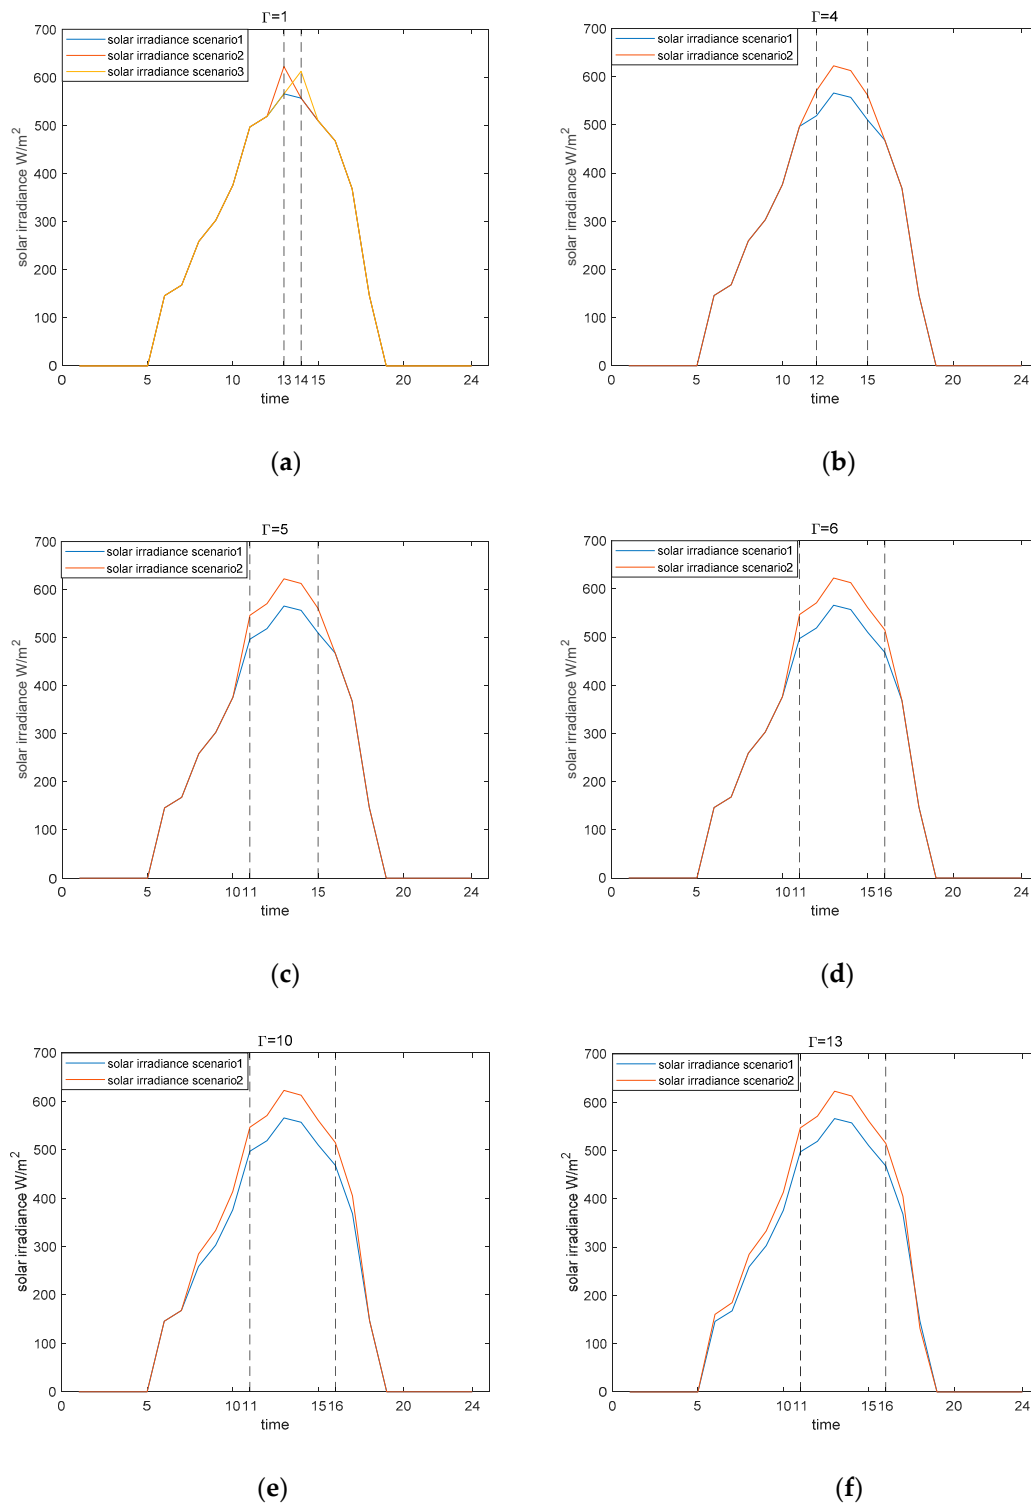 Γ=1
solar irradiance scenario1
solar irradiance scenario2
solar irradiance scenario3
700
600
500
400
300
200
100
0
solar irradiance W/m²
0 5 10 13 14 15 20 24
time
(a)
Γ=4
solar irradiance scenario1
solar irradiance scenario2
700
600
500
400
300
200
100
0
solar irradiance W/m²
0 5 10 12 15 20 24
time
(b)
Γ=5
solar irradiance scenario1
solar irradiance scenario2
700
600
500
400
300
200
100
0
solar irradiance W/m²
0 5 10 11 15 20 24
time
(c)
Γ=6
solar irradiance scenario1
solar irradiance scenario2
700
600
500
400
300
200
100
0
solar irradiance W/m²
0 5 10 11 15 16 20 24
time
(d)
Γ=10
solar irradiance scenario1
solar irradiance scenario2
700
600
500
400
300
200
100
0
solar irradiance W/m²
0 5 10 11 15 16 20 24
time
(e)
Γ=13
solar irradiance scenario1
solar irradiance scenario2
700
600
500
400
300
200
100
0
solar irradiance W/m²
0 5 10 11 15 16 20 24
time
(f)